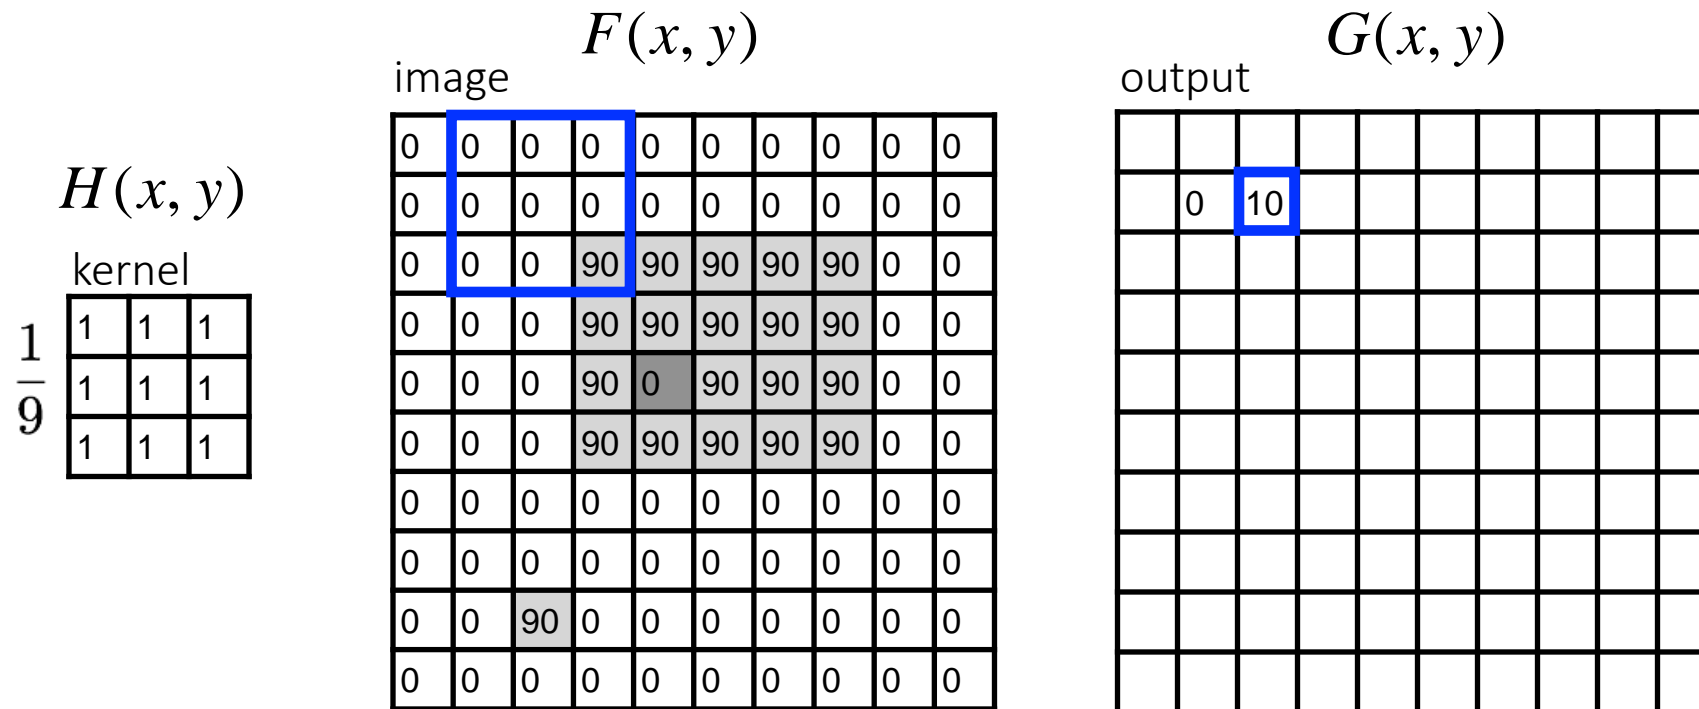 F(x, y)
G(x, y)
image
output
H(x, y)
kernel
1/9
1 1 1
1 1 1
1 1 1
0 0 0 0 0 0 0 0 0 0
0 0 0 0 0 0 0 0 0 0
0 0 0 90 90 90 90 90 0 0
0 0 0 90 90 90 90 90 0 0
0 0 0 90 0 90 90 90 0 0
0 0 0 90 90 90 90 90 0 0
0 0 0 0 0 0 0 0 0 0
0 0 0 0 0 0 0 0 0 0
0 0 90 0 0 0 0 0 0 0
0 0 0 0 0 0 0 0 0 0
0 10